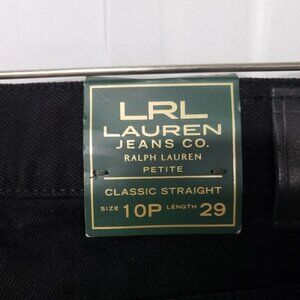 LRL
LAUREN
JEANS CO.
RALPH LAUREN
PETITE
CLASSIC STRAIGHT
SIZE 10P LENGTH 29